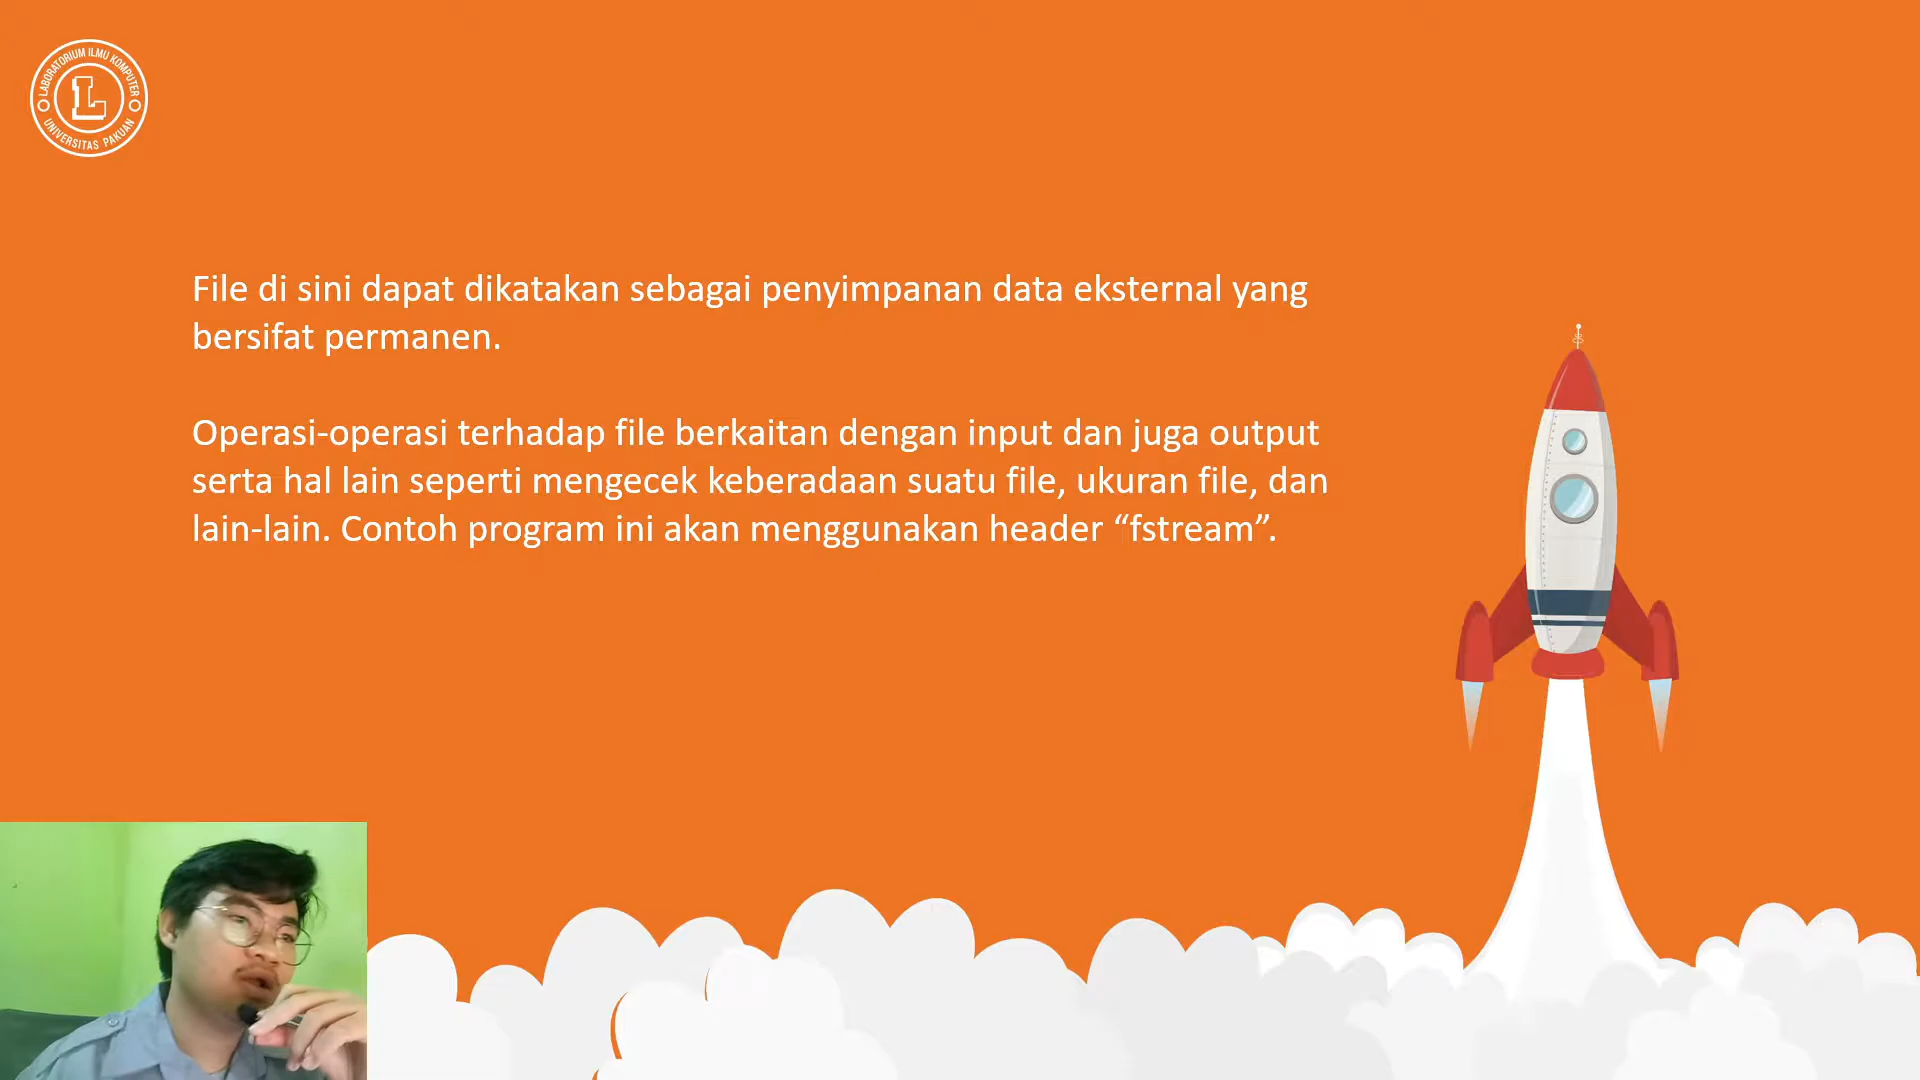 LABORATORIUM ILMU KOMPUTER
L
UNIVERSITAS PAKUAN
File di sini dapat dikatakan sebagai penyimpanan data eksternal yang
bersifat permanen.
Operasi-operasi terhadap file berkaitan dengan input dan juga output
serta hal lain seperti mengecek keberadaan suatu file, ukuran file, dan
lain-lain. Contoh program ini akan menggunakan header “fstream”.